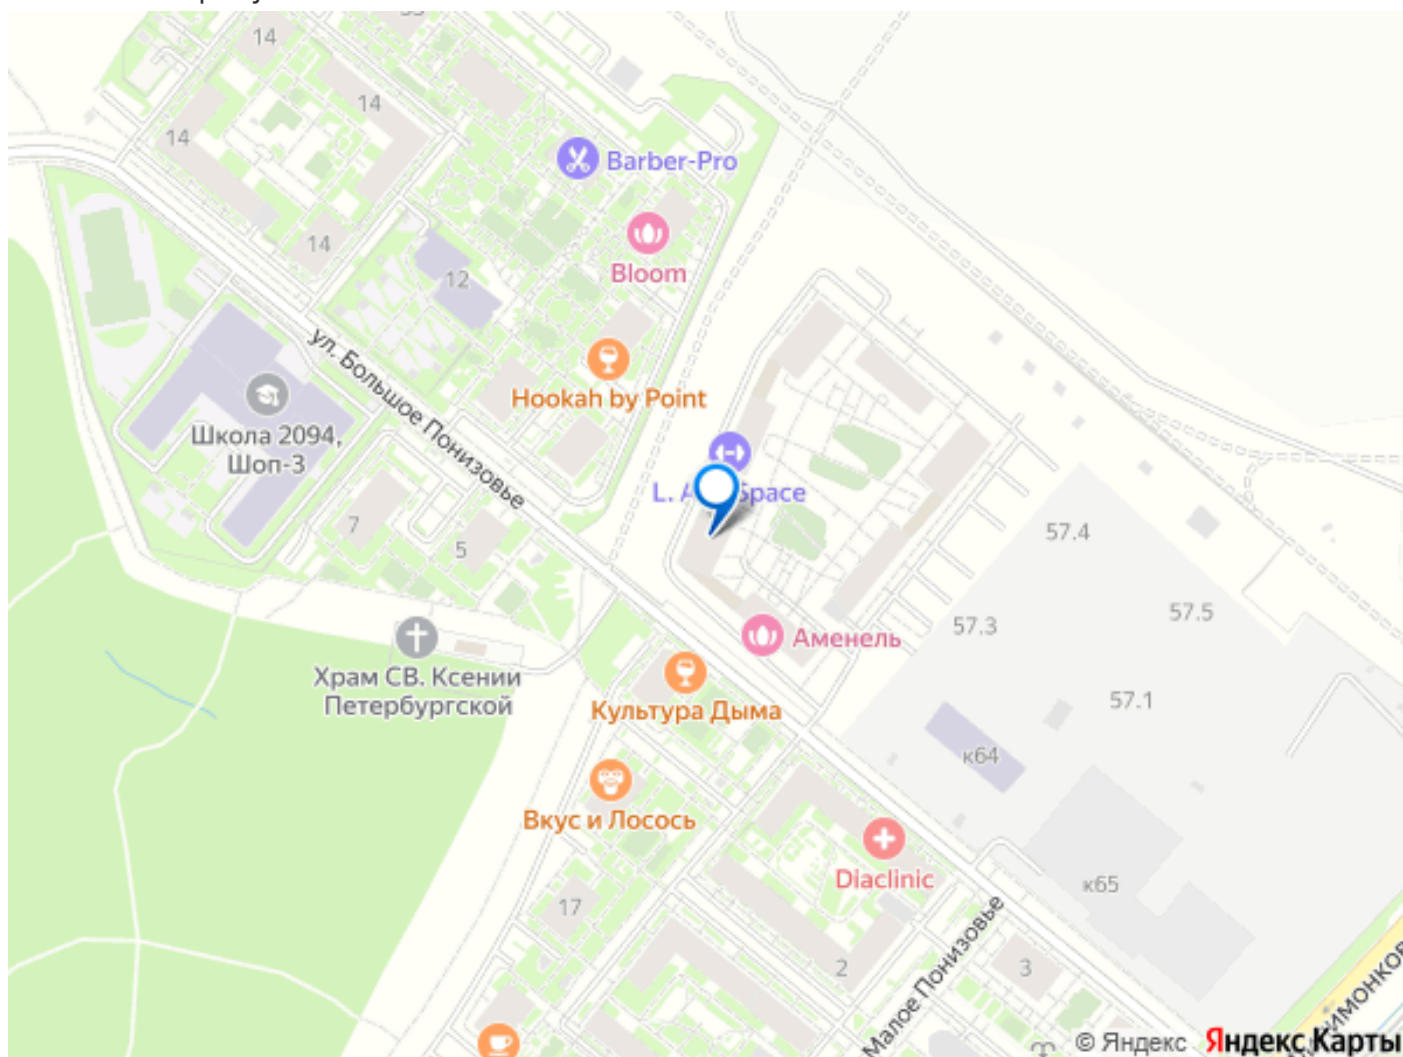 14
14
14
14
Barber-Pro
Bloom
12
Hookah by Point
ул. Большое Понизовье
Школа 2094,
Шоп-3
L.
Space
7
5
57.4
57.5
57.3
57.1
Аменель
Храм СВ. Ксении
Петербургской
Культура Дыма
к64
Вкус и Лосось
Diaclinic
к65
17
2
3
Малое Понизовье
© Яндекс Яндекс Карты